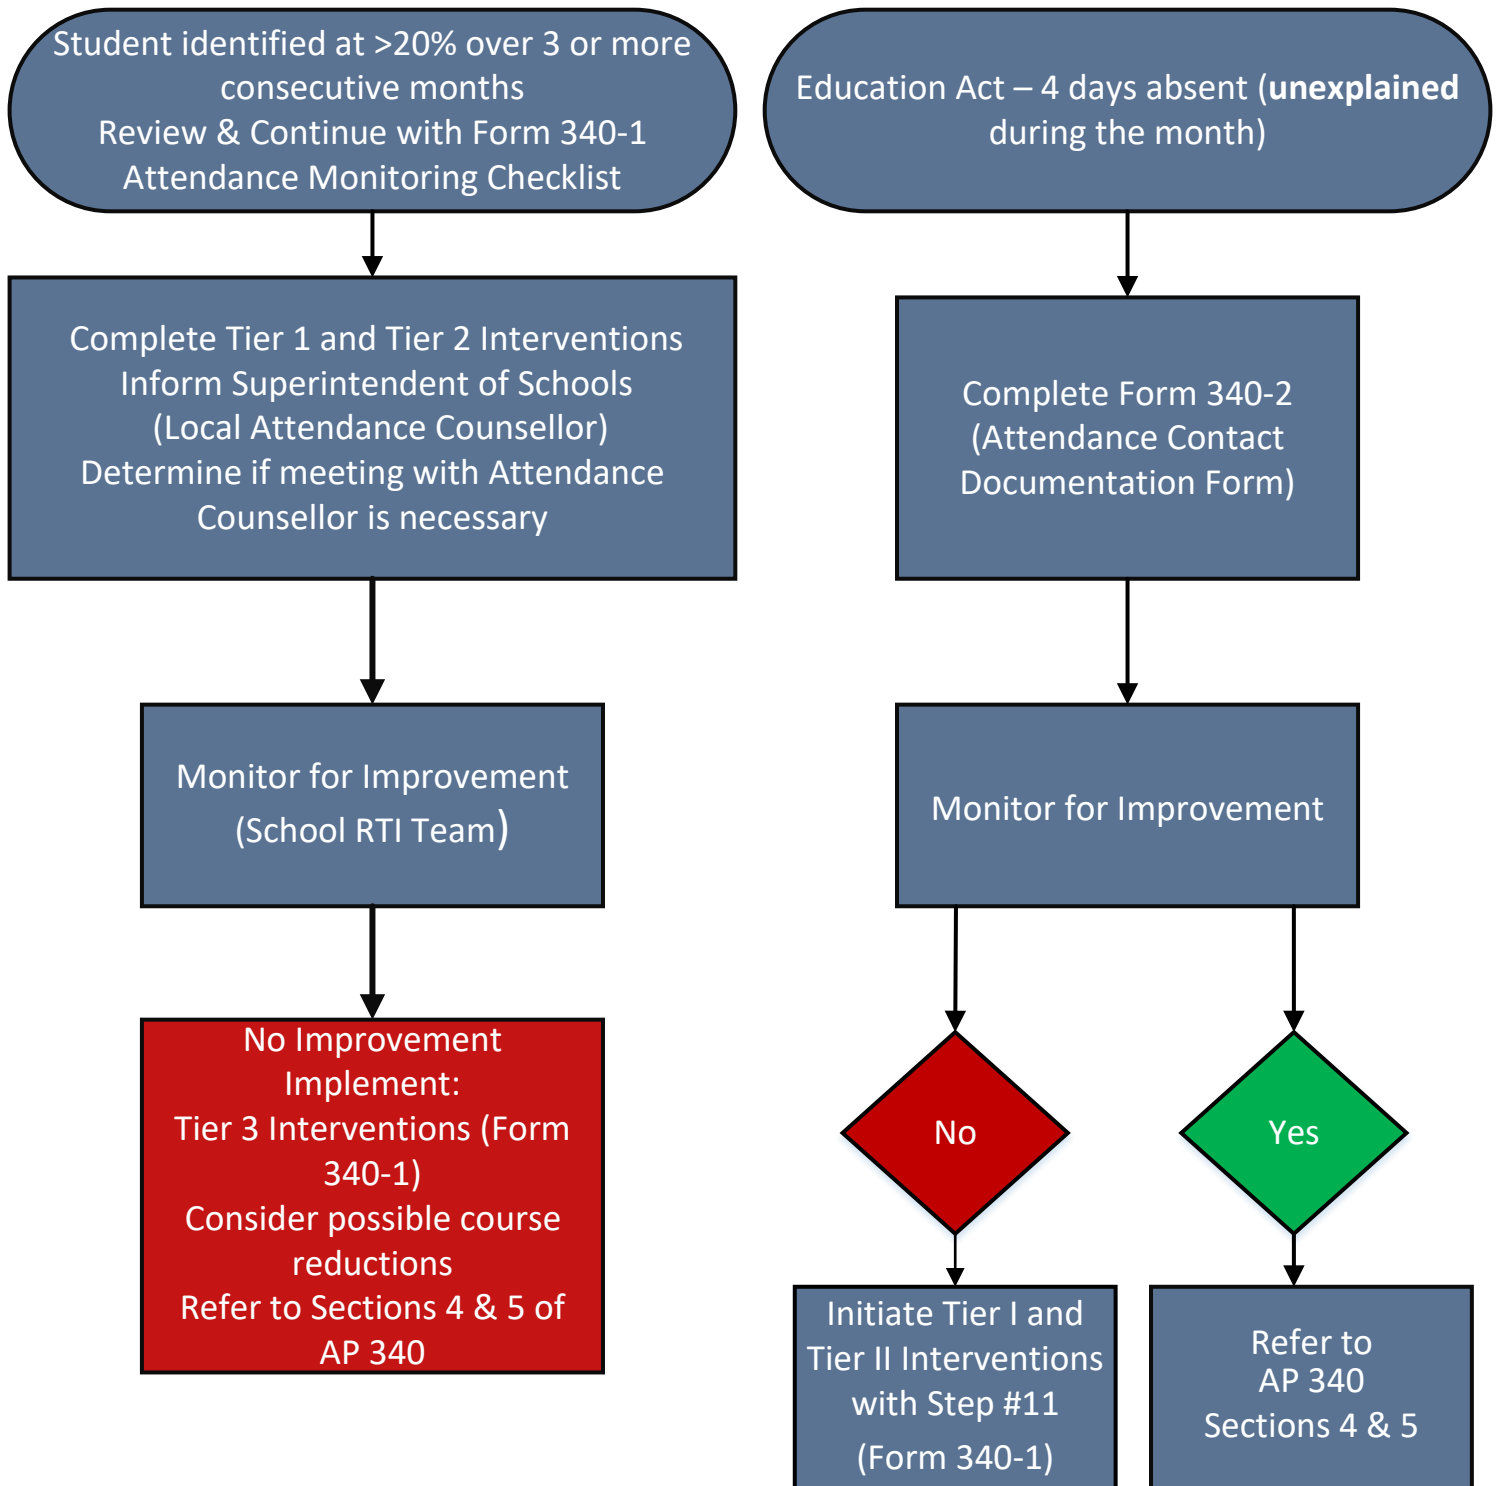 Student identified at >20% over 3 or more
consecutive months
Review & Continue with Form 340-1
Attendance Monitoring Checklist
Education Act – 4 days absent (unexplained
during the month)
Complete Tier 1 and Tier 2 Interventions
Inform Superintendent of Schools
(Local Attendance Counsellor)
Determine if meeting with Attendance
Counsellor is necessary
Complete Form 340-2
(Attendance Contact
Documentation Form)
Monitor for Improvement
(School RTI Team)
Monitor for Improvement
No Improvement
Implement:
Tier 3 Interventions (Form
340-1)
Consider possible course
reductions
Refer to Sections 4 & 5 of
AP 340
No
Yes
Initiate Tier I and
Tier II Interventions
with Step #11
(Form 340-1)
Refer to
AP 340
Sections 4 & 5